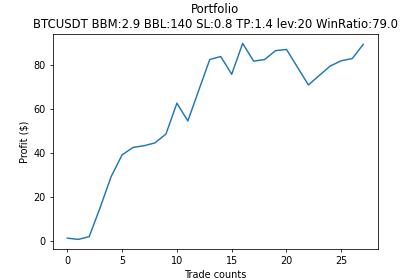 Portfolio
BTCUSDT BBM:2.9 BBL:140 SL:0.8 TP:1.4 lev:20 WinRatio:79.0
80
60
40
20
0
Profit ($)
0 5 10 15 20 25
Trade counts